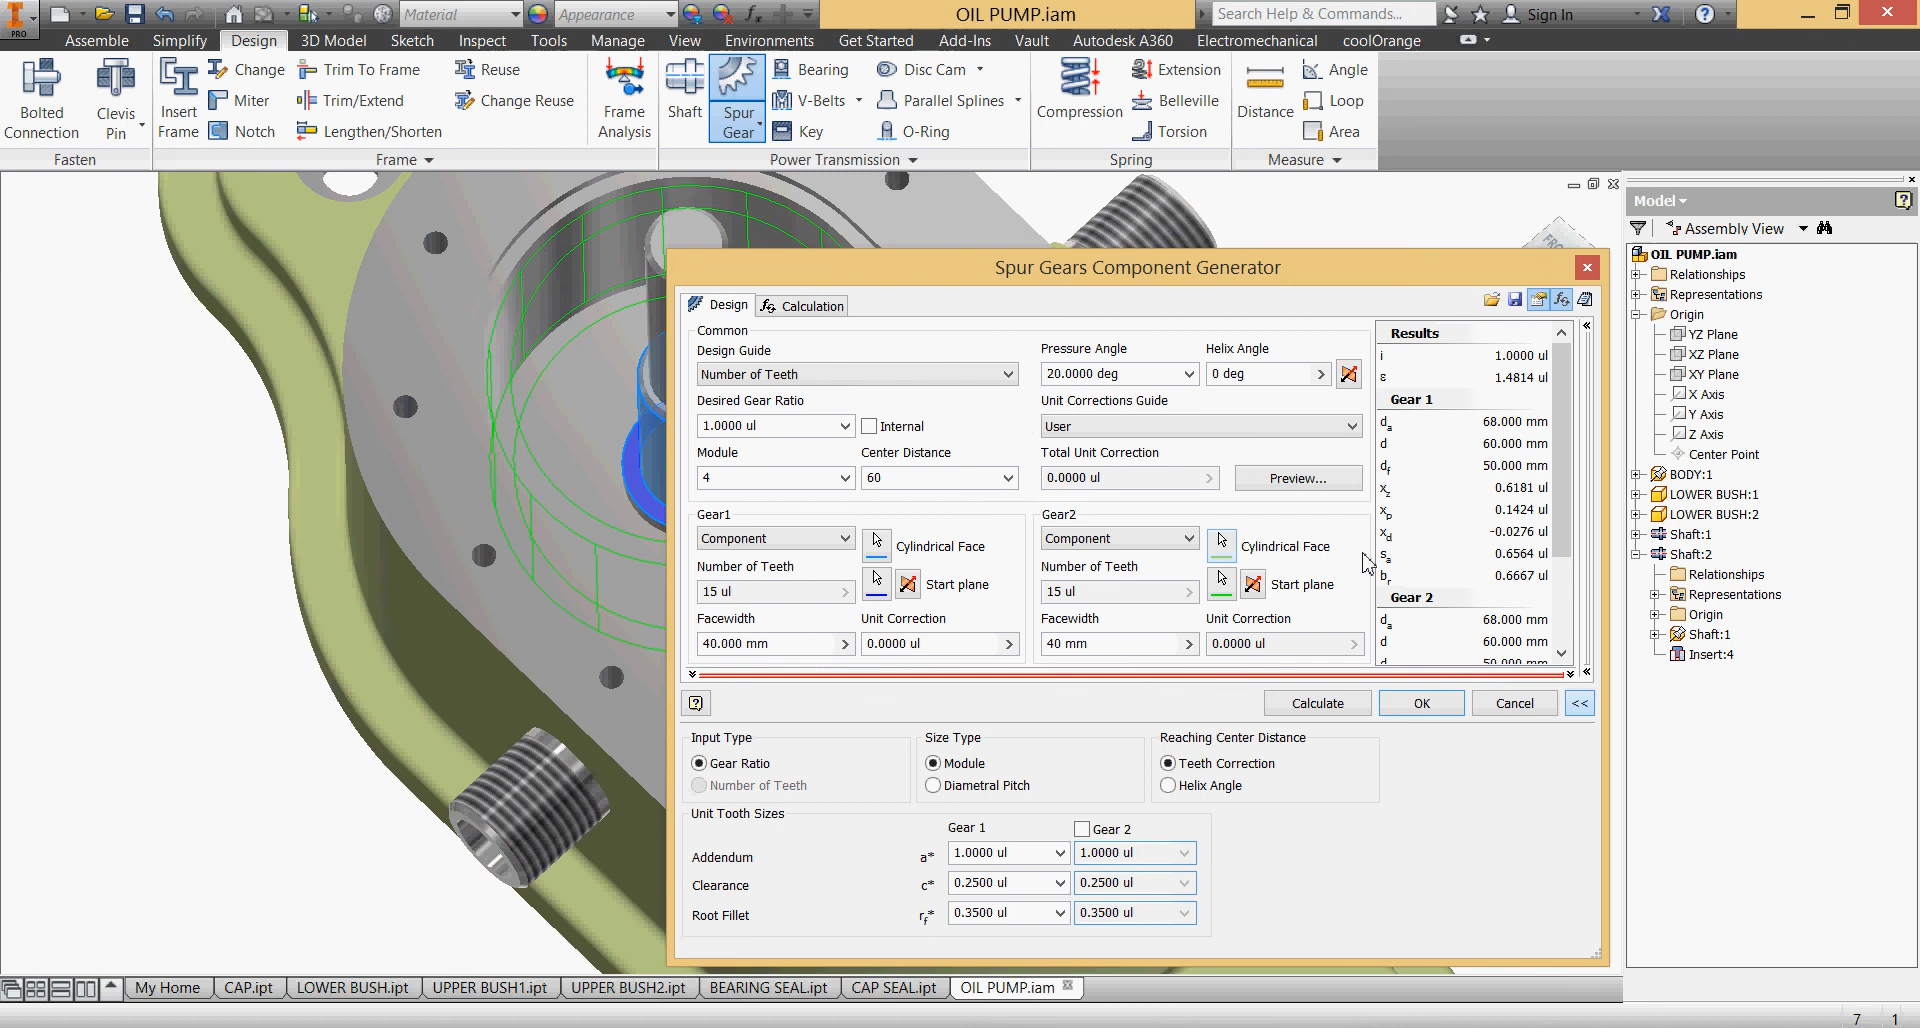 PRO
Material
Appearance
OIL PUMP.iam
Search Help & Commands...
Sign In
Assemble Simplify Design 3D Model Sketch Inspect Tools Manage View Environments Get Started Add-Ins Vault Autodesk A360 Electromechanical coolOrange
Bolted Connection
Clevis Pin
Insert Frame
Change
Miter
Notch
Trim To Frame
Trim/Extend
Lengthen/Shorten
Reuse
Change Reuse
Frame Analysis
Shaft
Spur Gear
Bearing
V-Belts
Key
Disc Cam
Parallel Splines
O-Ring
Compression
Extension
Belleville
Torsion
Distance
Angle
Loop
Area
Fasten Frame Power Transmission Spring Measure
Spur Gears Component Generator
Design Calculation
Common
Design Guide
Number of Teeth
Pressure Angle
20.0000 deg
Helix Angle
0 deg
Desired Gear Ratio
1.0000 ul
Internal
Unit Corrections Guide
User
Module
4
Center Distance
60
Total Unit Correction
0.0000 ul
Preview...
Gear1
Component
Cylindrical Face
Number of Teeth
15 ul
Start plane
Facewidth
40.000 mm
Unit Correction
0.0000 ul
Gear2
Component
Cylindrical Face
Number of Teeth
15 ul
Start plane
Facewidth
40 mm
Unit Correction
0.0000 ul
Results
i 1.0000 ul
ε 1.4814 ul
Gear 1
da 68.000 mm
d 60.000 mm
df 50.000 mm
xz 0.6181 ul
xp 0.1424 ul
xd -0.0276 ul
sa 0.6564 ul
br 0.6667 ul
Gear 2
da 68.000 mm
d 60.000 mm
Calculate OK Cancel <<
Input Type
Gear Ratio
Number of Teeth
Size Type
Module
Diametral Pitch
Reaching Center Distance
Teeth Correction
Helix Angle
Unit Tooth Sizes
Gear 1 Gear 2
Addendum a* 1.0000 ul 1.0000 ul
Clearance c* 0.2500 ul 0.2500 ul
Root Fillet rf* 0.3500 ul 0.3500 ul
Model
Assembly View
OIL PUMP.iam
Relationships
Representations
Origin
YZ Plane
XZ Plane
XY Plane
X Axis
Y Axis
Z Axis
Center Point
BODY:1
LOWER BUSH:1
LOWER BUSH:2
Shaft:1
Shaft:2
Relationships
Representations
Origin
Shaft:1
Insert:4
My Home CAP.ipt LOWER BUSH.ipt UPPER BUSH1.ipt UPPER BUSH2.ipt BEARING SEAL.ipt CAP SEAL.ipt OIL PUMP.iam
7 1